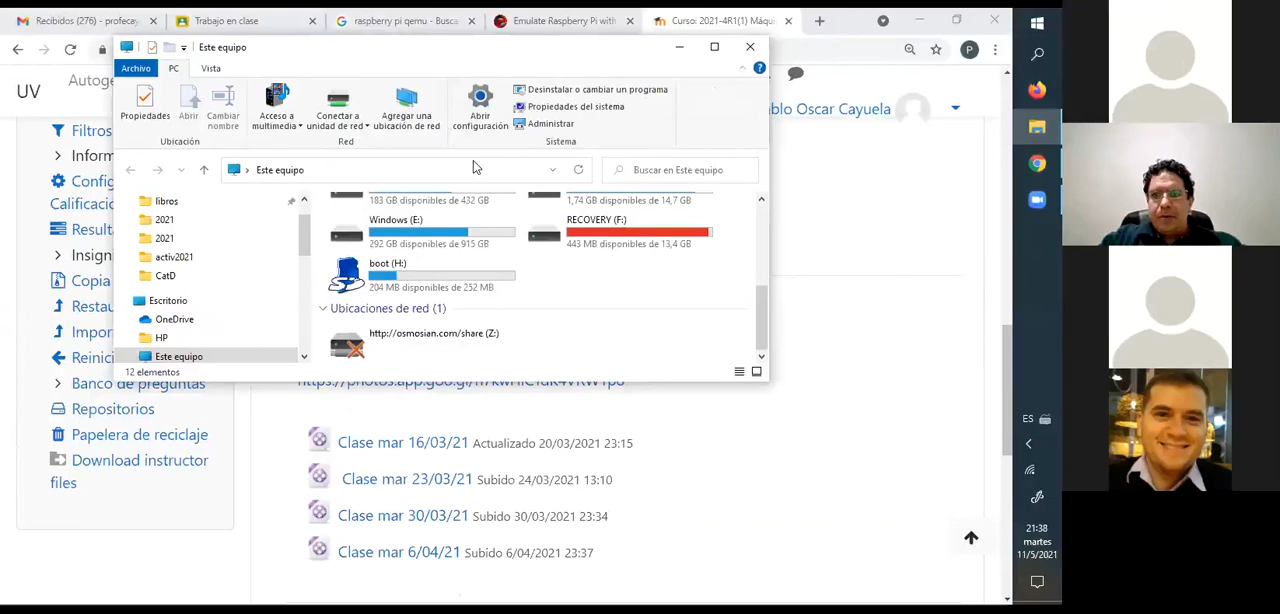 Recibidos (276) - profecay
Trabajo en clase
raspberry pi qemu - Busca
Emulate Raspberry Pi with
Curso: 2021-4R1(1) Máqui
P
UV
Autoge
blo Oscar Cayuela
Este equipo
Archivo
PC
Vista
Propiedades
Abrir
Cambiar nombre
Ubicación
Acceso a multimedia
Conectar a unidad de red
Agregar una ubicación de red
Red
Abrir configuración
Desinstalar o cambiar un programa
Propiedades del sistema
Administrar
Sistema
Este equipo
Buscar en Este equipo
libros
2021
2021
activ2021
CatD
Escritorio
OneDrive
HP
Este equipo
183 GB disponibles de 432 GB
1,74 GB disponibles de 14,7 GB
Windows (E:)
292 GB disponibles de 915 GB
RECOVERY (F:)
443 MB disponibles de 13,4 GB
boot (H:)
204 MB disponibles de 252 MB
Ubicaciones de red (1)
http://osmosian.com/share (Z:)
12 elementos
Filtros
Inform
Config
Calificacio
Resulta
Insigni
Copia
Restau
Impor
Reinic
Banco de preguntas
Repositorios
Papelera de reciclaje
Download instructor
files
Clase mar 16/03/21 Actualizado 20/03/2021 23:15
Clase mar 23/03/21 Subido 24/03/2021 13:10
Clase mar 30/03/21 Subido 30/03/2021 23:34
Clase mar 6/04/21 Subido 6/04/2021 23:37
ES
21:38
martes
11/5/2021